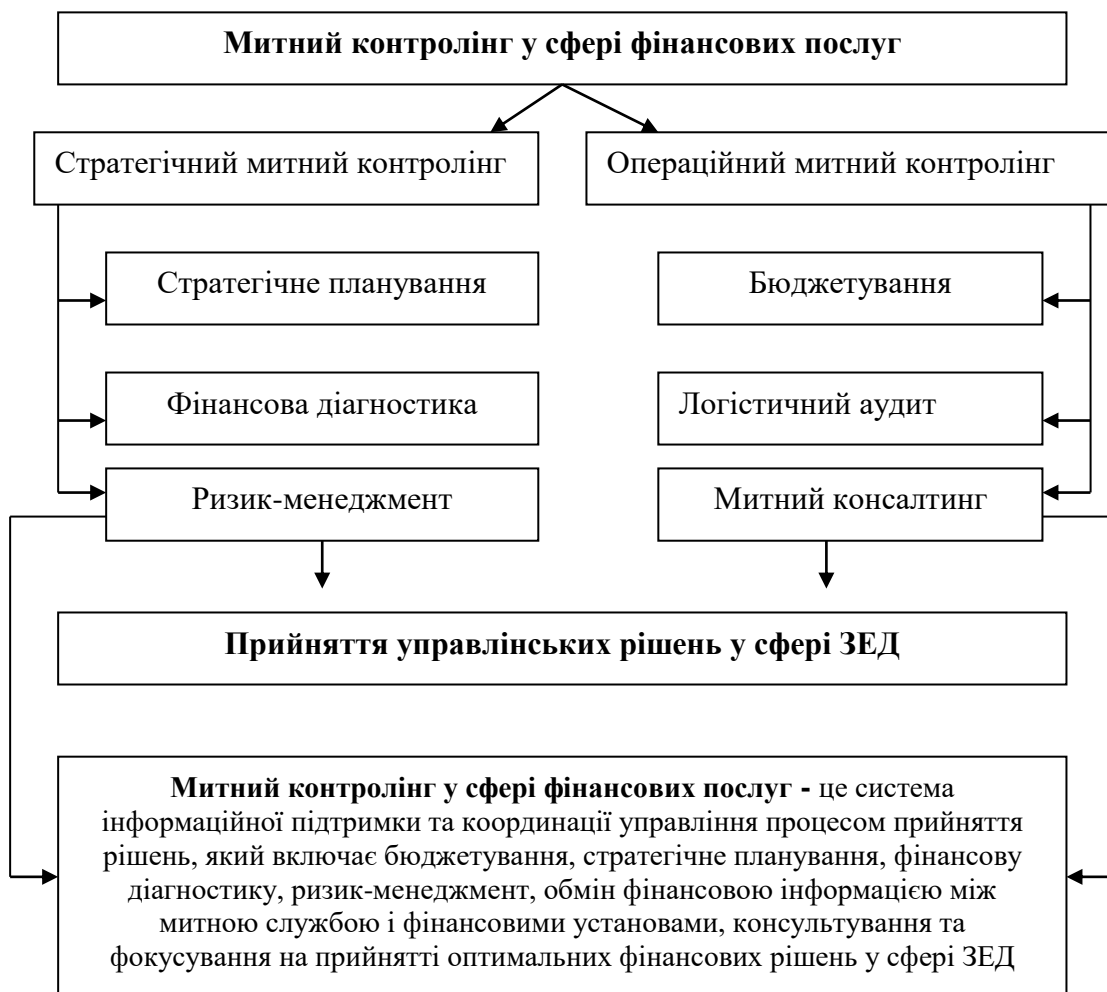 Митний контролінг у сфері фінансових послуг
Стратегічний митний контролінг
Операційний митний контролінг
Стратегічне планування
Бюджетування
Фінансова діагностика
Логістичний аудит
Ризик-менеджмент
Митний консалтинг
Прийняття управлінських рішень у сфері ЗЕД
Митний контролінг у сфері фінансових послуг - це система
інформаційної підтримки та координації управління процесом прийняття
рішень, який включає бюджетування, стратегічне планування, фінансову
діагностику, ризик-менеджмент, обмін фінансовою інформацією між
митною службою і фінансовими установами, консультування та
фокусування на прийнятті оптимальних фінансових рішень у сфері ЗЕД